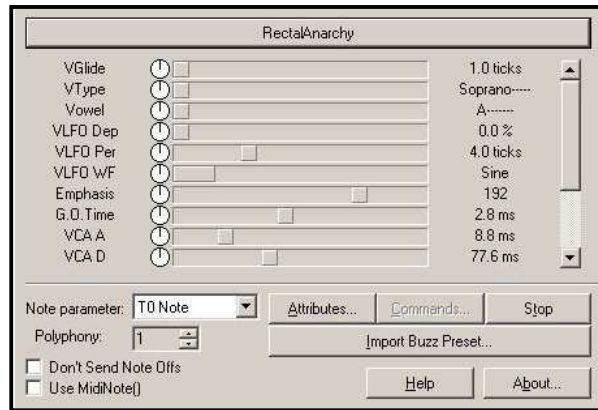 RectalAnarchy
VGlide 1.0 ticks
VType Soprano-----
Vowel A-------
VLFO Dep 0.0 %
VLFO Per 4.0 ticks
VLFO WF Sine
Emphasis 192
G.O.Time 2.8 ms
VCA A 8.8 ms
VCA D 77.6 ms
Note parameter: T0 Note Attributes... Commands... Stop
Polyphony: 1 Import Buzz Preset...
Don't Send Note Offs
Use MidiNote() Help About...